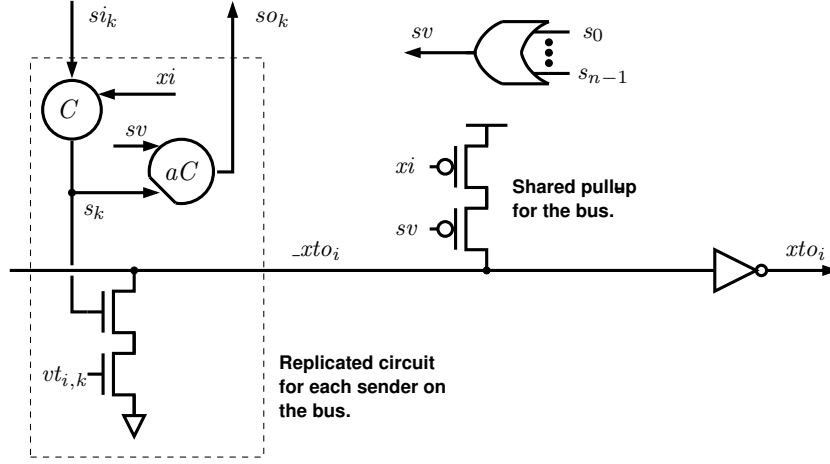 si_k
so_k
sv
s_0
s_{n−1}
xi
C
sv
aC
s_k
xi
sv
Shared pullup
for the bus.
_xto_i
xto_i
vt_{i,k}
Replicated circuit
for each sender on
the bus.